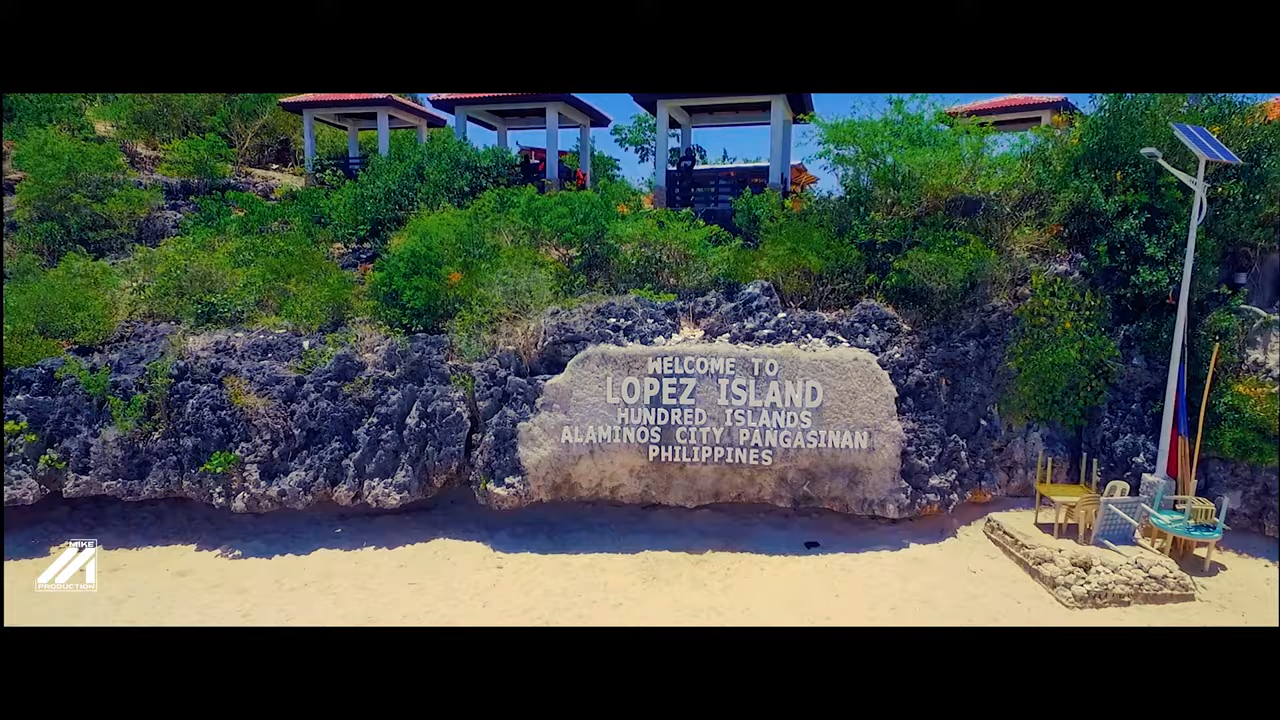 WELCOME TO
LOPEZ ISLAND
HUNDRED ISLANDS
ALAMINOS CITY PANGASINAN
PHILIPPINES
MIKE
PRODUCTION